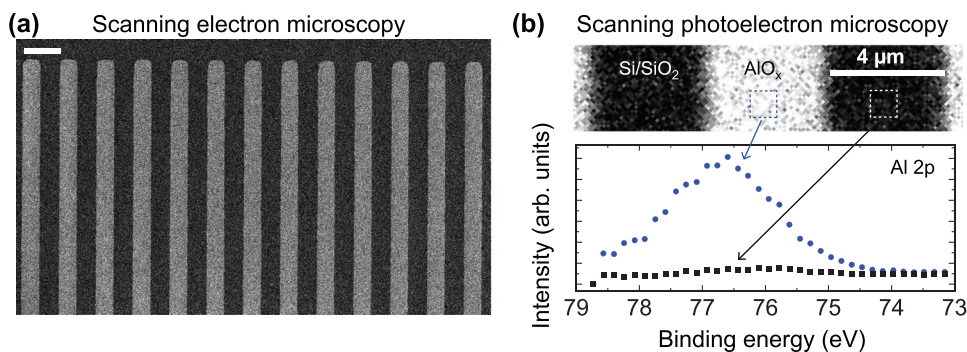 (a) Scanning electron microscopy
(b) Scanning photoelectron microscopy
Si/SiO₂
AlOₓ
4 µm
Al 2p
Intensity (arb. units)
79 78 77 76 75 74 73
Binding energy (eV)